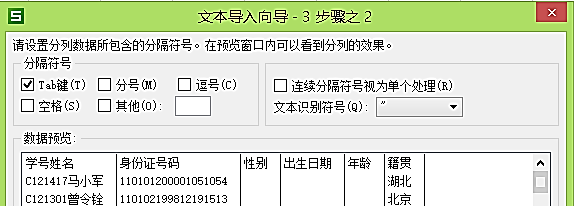 S 文本导入向导 - 3 步骤之 2
请设置分列数据所包含的分隔符号。在预览窗口内可以看到分列的效果。
分隔符号
Tab键(T) 分号(M) 逗号(C)
空格(S) 其他(O):
连续分隔符号视为单个处理(R)
文本识别符号(Q): "
数据预览:
学号姓名 身份证号码 性别 出生日期 年龄 籍贯
C121417马小军 110101200001051054 湖北
C121301曾令铨 110102199812191513 北京